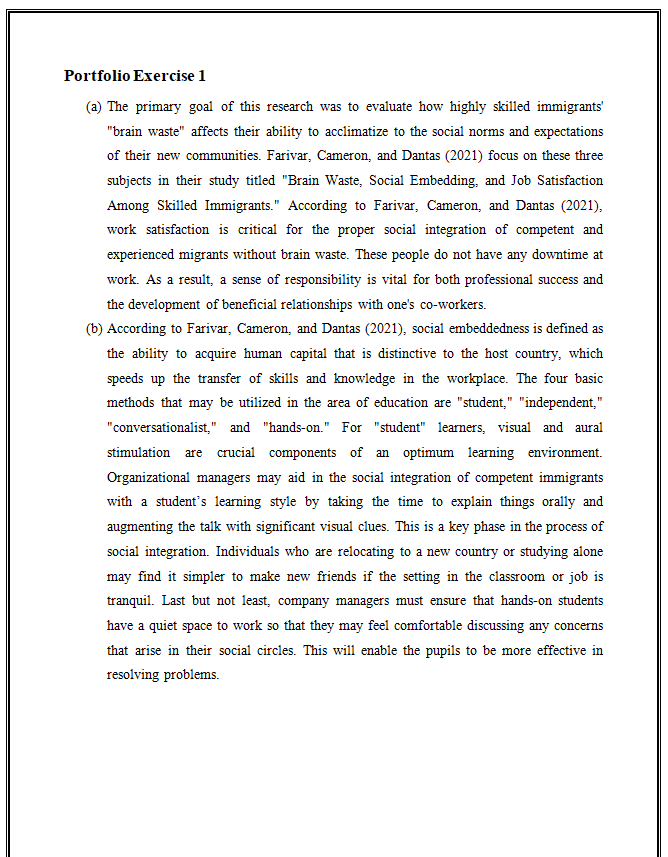 Portfolio Exercise 1
(a) The primary goal of this research was to evaluate how highly skilled immigrants'
"brain waste" affects their ability to acclimatize to the social norms and expectations
of their new communities. Farivar, Cameron, and Dantas (2021) focus on these three
subjects in their study titled "Brain Waste, Social Embedding, and Job Satisfaction
Among Skilled Immigrants." According to Farivar, Cameron, and Dantas (2021),
work satisfaction is critical for the proper social integration of competent and
experienced migrants without brain waste. These people do not have any downtime at
work. As a result, a sense of responsibility is vital for both professional success and
the development of beneficial relationships with one's co-workers.
(b) According to Farivar, Cameron, and Dantas (2021), social embeddedness is defined as
the ability to acquire human capital that is distinctive to the host country, which
speeds up the transfer of skills and knowledge in the workplace. The four basic
methods that may be utilized in the area of education are "student," "independent,"
"conversationalist," and "hands-on." For "student" learners, visual and aural
stimulation are crucial components of an optimum learning environment.
Organizational managers may aid in the social integration of competent immigrants
with a student’s learning style by taking the time to explain things orally and
augmenting the talk with significant visual clues. This is a key phase in the process of
social integration. Individuals who are relocating to a new country or studying alone
may find it simpler to make new friends if the setting in the classroom or job is
tranquil. Last but not least, company managers must ensure that hands-on students
have a quiet space to work so that they may feel comfortable discussing any concerns
that arise in their social circles. This will enable the pupils to be more effective in
resolving problems.